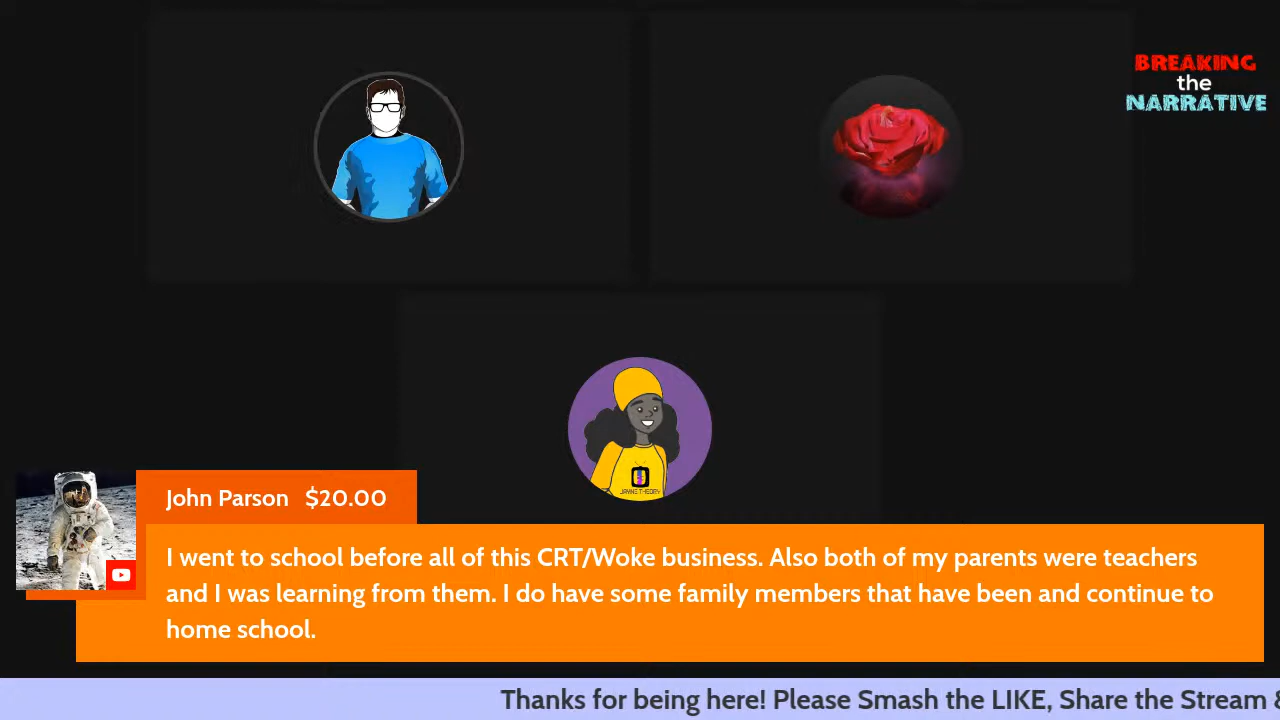 BREAKING
the
NARRATIVE
JAYNE THEORY
John Parson $20.00
I went to school before all of this CRT/Woke business. Also both of my parents were teachers
and I was learning from them. I do have some family members that have been and continue to
home school.
Thanks for being here! Please Smash the LIKE, Share the Stream &